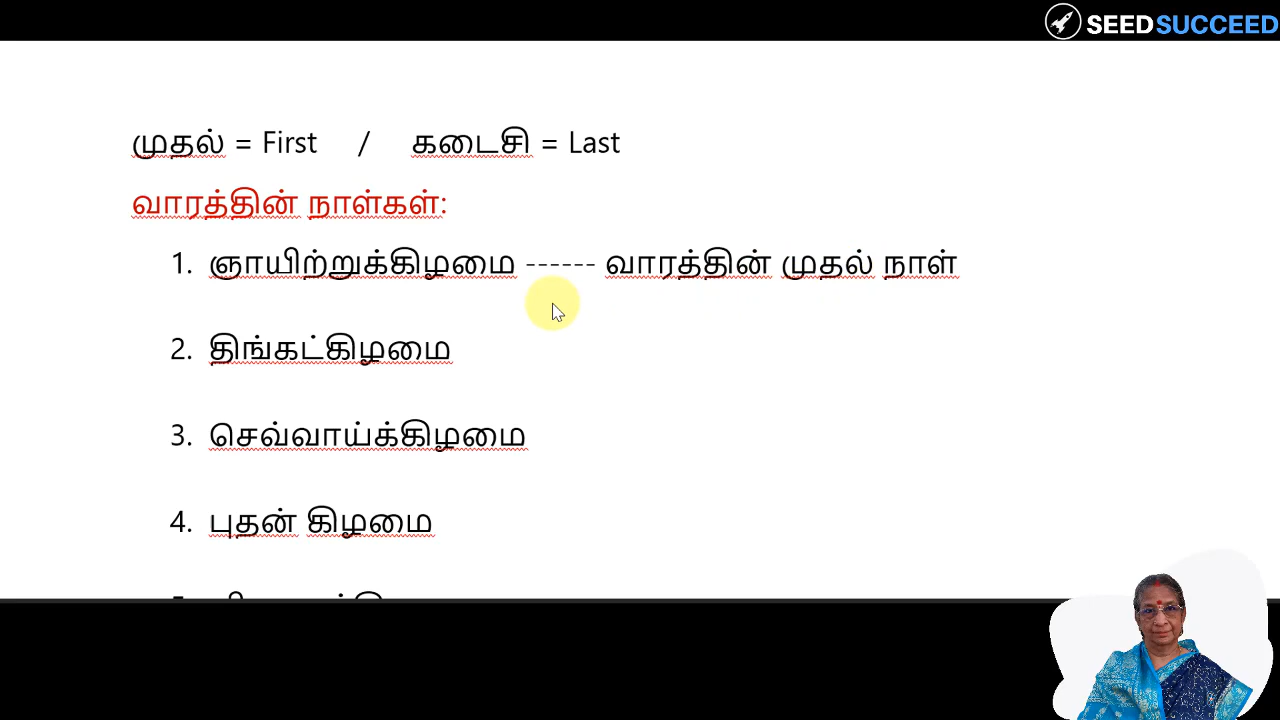 SEEDSUCCEED
முதல் = First / கடைசி = Last
வாரத்தின் நாள்கள்:
1. ஞாயிற்றுக்கிழமை ------ வாரத்தின் முதல் நாள்
2. திங்கட்கிழமை
3. செவ்வாய்க்கிழமை
4. புதன் கிழமை